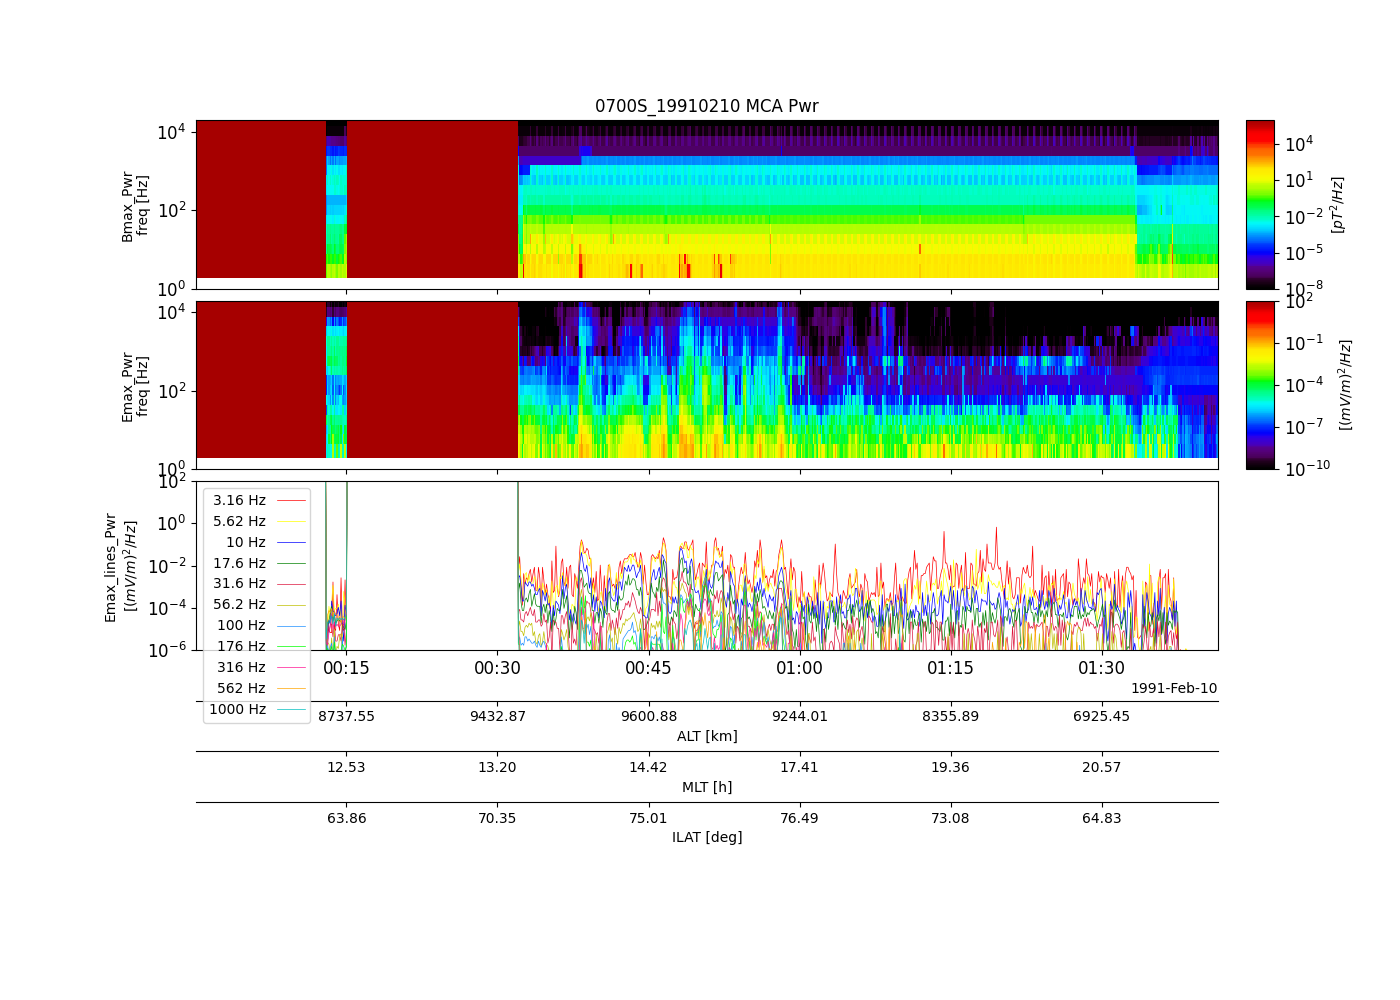 0700S_19910210 MCA Pwr
Bmax_Pwr
freq [Hz]
10^4
10^2
10^0
10^4
10^1
10^-2
10^-5
10^-8
[pT^2/Hz]
Emax_Pwr
freq [Hz]
10^4
10^2
10^0
10^2
10^-1
10^-4
10^-7
10^-10
[(mV/m)^2/Hz]
Emax_lines_Pwr
[(mV/m)^2/Hz]
10^2
10^0
10^-2
10^-4
10^-6
3.16 Hz
5.62 Hz
10 Hz
17.6 Hz
31.6 Hz
56.2 Hz
100 Hz
176 Hz
316 Hz
562 Hz
1000 Hz
00:15 00:30 00:45 01:00 01:15 01:30
1991-Feb-10
8737.55 9432.87 9600.88 9244.01 8355.89 6925.45
ALT [km]
12.53 13.20 14.42 17.41 19.36 20.57
MLT [h]
63.86 70.35 75.01 76.49 73.08 64.83
ILAT [deg]